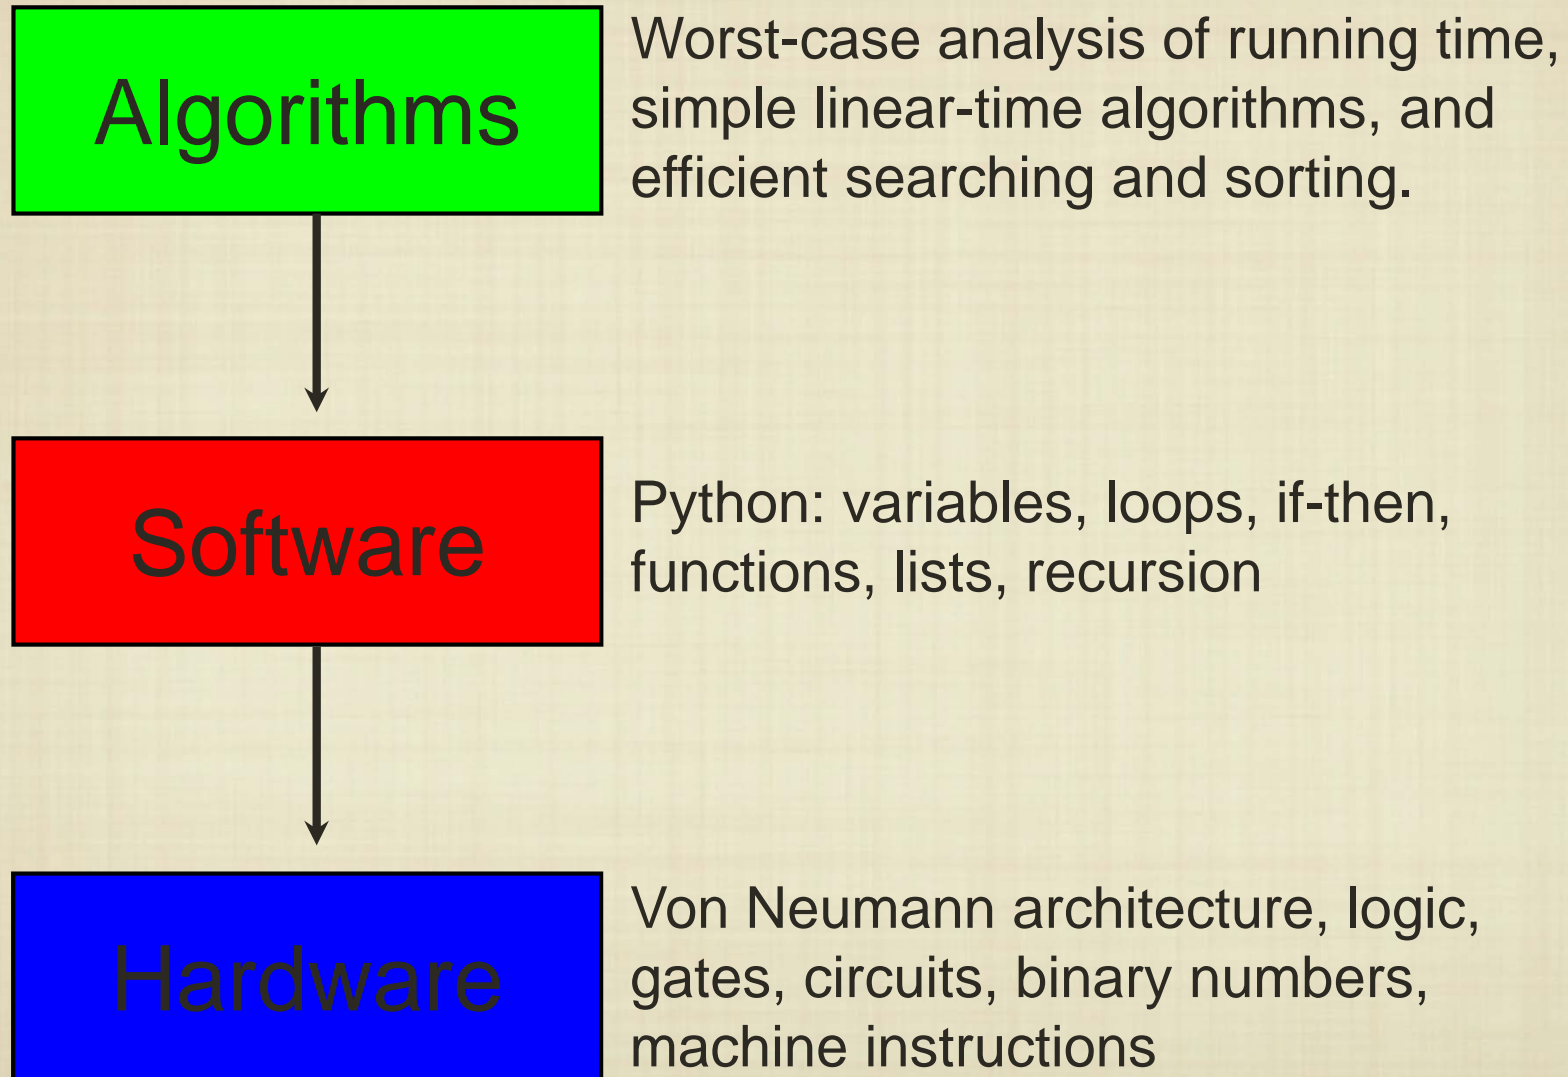 Algorithms
Worst-case analysis of running time,
simple linear-time algorithms, and
efficient searching and sorting.
Software
Python: variables, loops, if-then,
functions, lists, recursion
Hardware
Von Neumann architecture, logic,
gates, circuits, binary numbers,
machine instructions